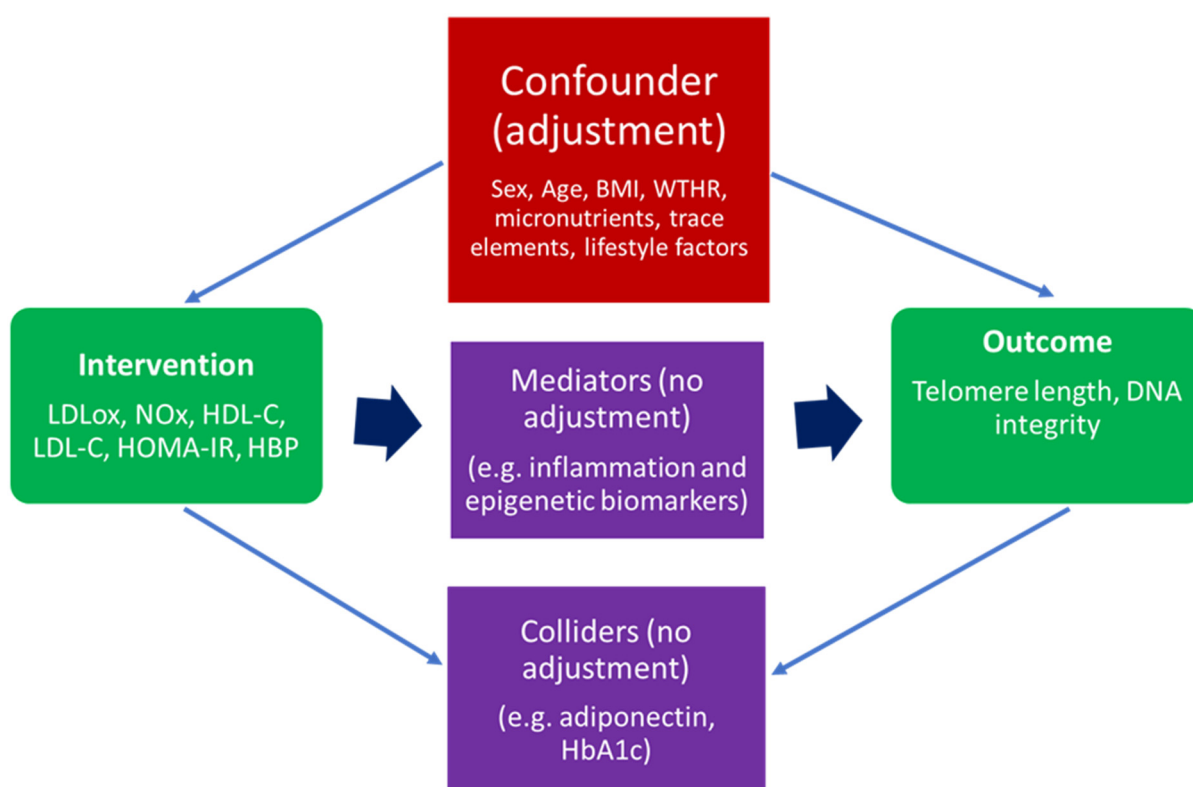 Confounder
(adjustment)
Sex, Age, BMI, WTHR,
micronutrients, trace
elements, lifestyle factors
Intervention
LDLox, NOx, HDL-C,
LDL-C, HOMA-IR, HBP
Mediators (no
adjustment)
(e.g. inflammation and
epigenetic biomarkers)
Outcome
Telomere length, DNA
integrity
Colliders (no
adjustment)
(e.g. adiponectin,
HbA1c)